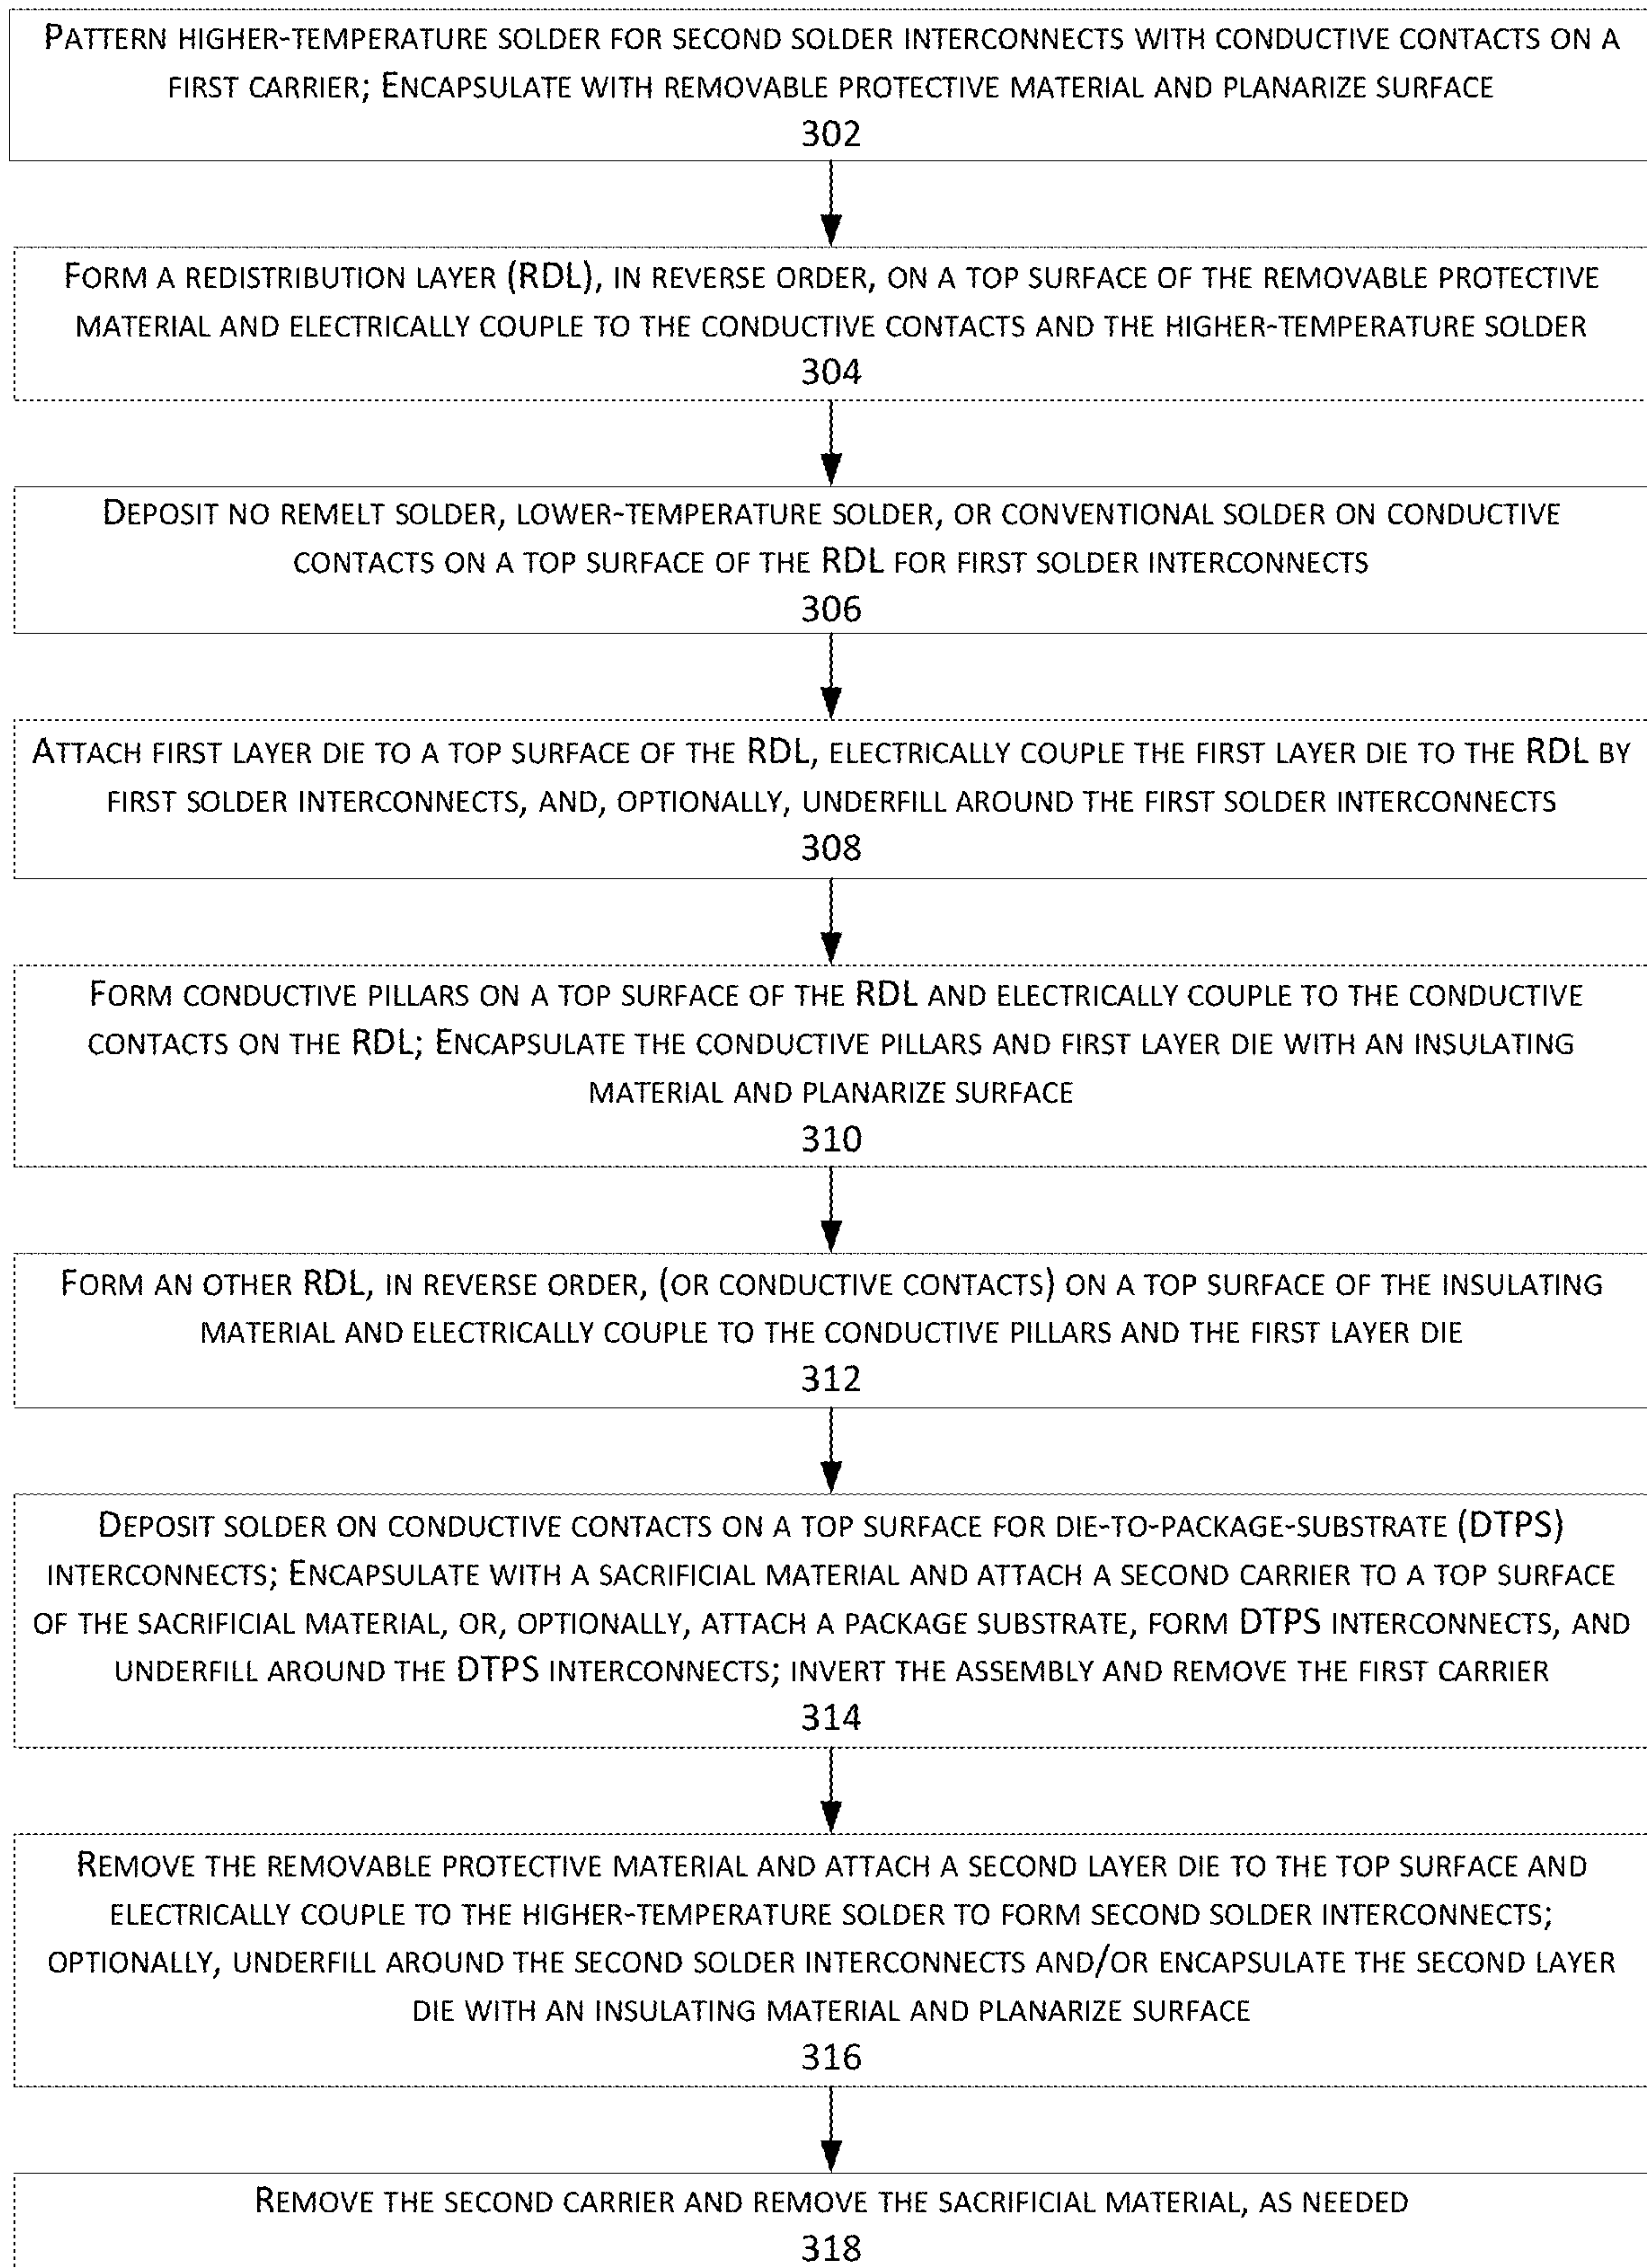 PATTERN HIGHER-TEMPERATURE SOLDER FOR SECOND SOLDER INTERCONNECTS WITH CONDUCTIVE CONTACTS ON A
FIRST CARRIER; ENCAPSULATE WITH REMOVABLE PROTECTIVE MATERIAL AND PLANARIZE SURFACE
302
FORM A REDISTRIBUTION LAYER (RDL), IN REVERSE ORDER, ON A TOP SURFACE OF THE REMOVABLE PROTECTIVE
MATERIAL AND ELECTRICALLY COUPLE TO THE CONDUCTIVE CONTACTS AND THE HIGHER-TEMPERATURE SOLDER
304
DEPOSIT NO REMELT SOLDER, LOWER-TEMPERATURE SOLDER, OR CONVENTIONAL SOLDER ON CONDUCTIVE
CONTACTS ON A TOP SURFACE OF THE RDL FOR FIRST SOLDER INTERCONNECTS
306
ATTACH FIRST LAYER DIE TO A TOP SURFACE OF THE RDL, ELECTRICALLY COUPLE THE FIRST LAYER DIE TO THE RDL BY
FIRST SOLDER INTERCONNECTS, AND, OPTIONALLY, UNDERFILL AROUND THE FIRST SOLDER INTERCONNECTS
308
FORM CONDUCTIVE PILLARS ON A TOP SURFACE OF THE RDL AND ELECTRICALLY COUPLE TO THE CONDUCTIVE
CONTACTS ON THE RDL; ENCAPSULATE THE CONDUCTIVE PILLARS AND FIRST LAYER DIE WITH AN INSULATING
MATERIAL AND PLANARIZE SURFACE
310
FORM AN OTHER RDL, IN REVERSE ORDER, (OR CONDUCTIVE CONTACTS) ON A TOP SURFACE OF THE INSULATING
MATERIAL AND ELECTRICALLY COUPLE TO THE CONDUCTIVE PILLARS AND THE FIRST LAYER DIE
312
DEPOSIT SOLDER ON CONDUCTIVE CONTACTS ON A TOP SURFACE FOR DIE-TO-PACKAGE-SUBSTRATE (DTPS)
INTERCONNECTS; ENCAPSULATE WITH A SACRIFICIAL MATERIAL AND ATTACH A SECOND CARRIER TO A TOP SURFACE
OF THE SACRIFICIAL MATERIAL, OR, OPTIONALLY, ATTACH A PACKAGE SUBSTRATE, FORM DTPS INTERCONNECTS, AND
UNDERFILL AROUND THE DTPS INTERCONNECTS; INVERT THE ASSEMBLY AND REMOVE THE FIRST CARRIER
314
REMOVE THE REMOVABLE PROTECTIVE MATERIAL AND ATTACH A SECOND LAYER DIE TO THE TOP SURFACE AND
ELECTRICALLY COUPLE TO THE HIGHER-TEMPERATURE SOLDER TO FORM SECOND SOLDER INTERCONNECTS;
OPTIONALLY, UNDERFILL AROUND THE SECOND SOLDER INTERCONNECTS AND/OR ENCAPSULATE THE SECOND LAYER
DIE WITH AN INSULATING MATERIAL AND PLANARIZE SURFACE
316
REMOVE THE SECOND CARRIER AND REMOVE THE SACRIFICIAL MATERIAL, AS NEEDED
318